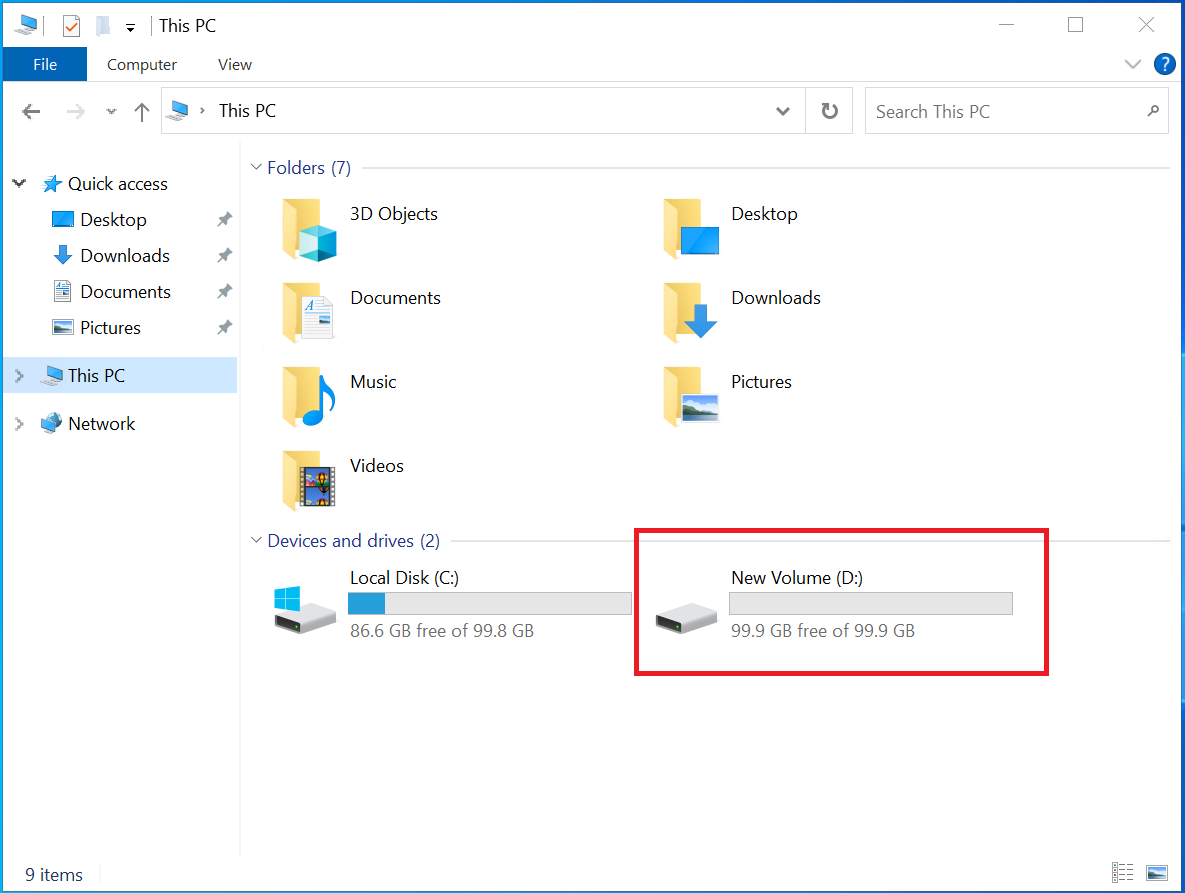 This PC
File Computer View ?
This PC Search This PC
Folders (7)
Quick access
3D Objects Desktop
Desktop
Downloads
Documents Downloads
Documents
Pictures
This PC
Music Pictures
Network
Videos
Devices and drives (2)
Local Disk (C:) New Volume (D:)
86.6 GB free of 99.8 GB 99.9 GB free of 99.9 GB
9 items